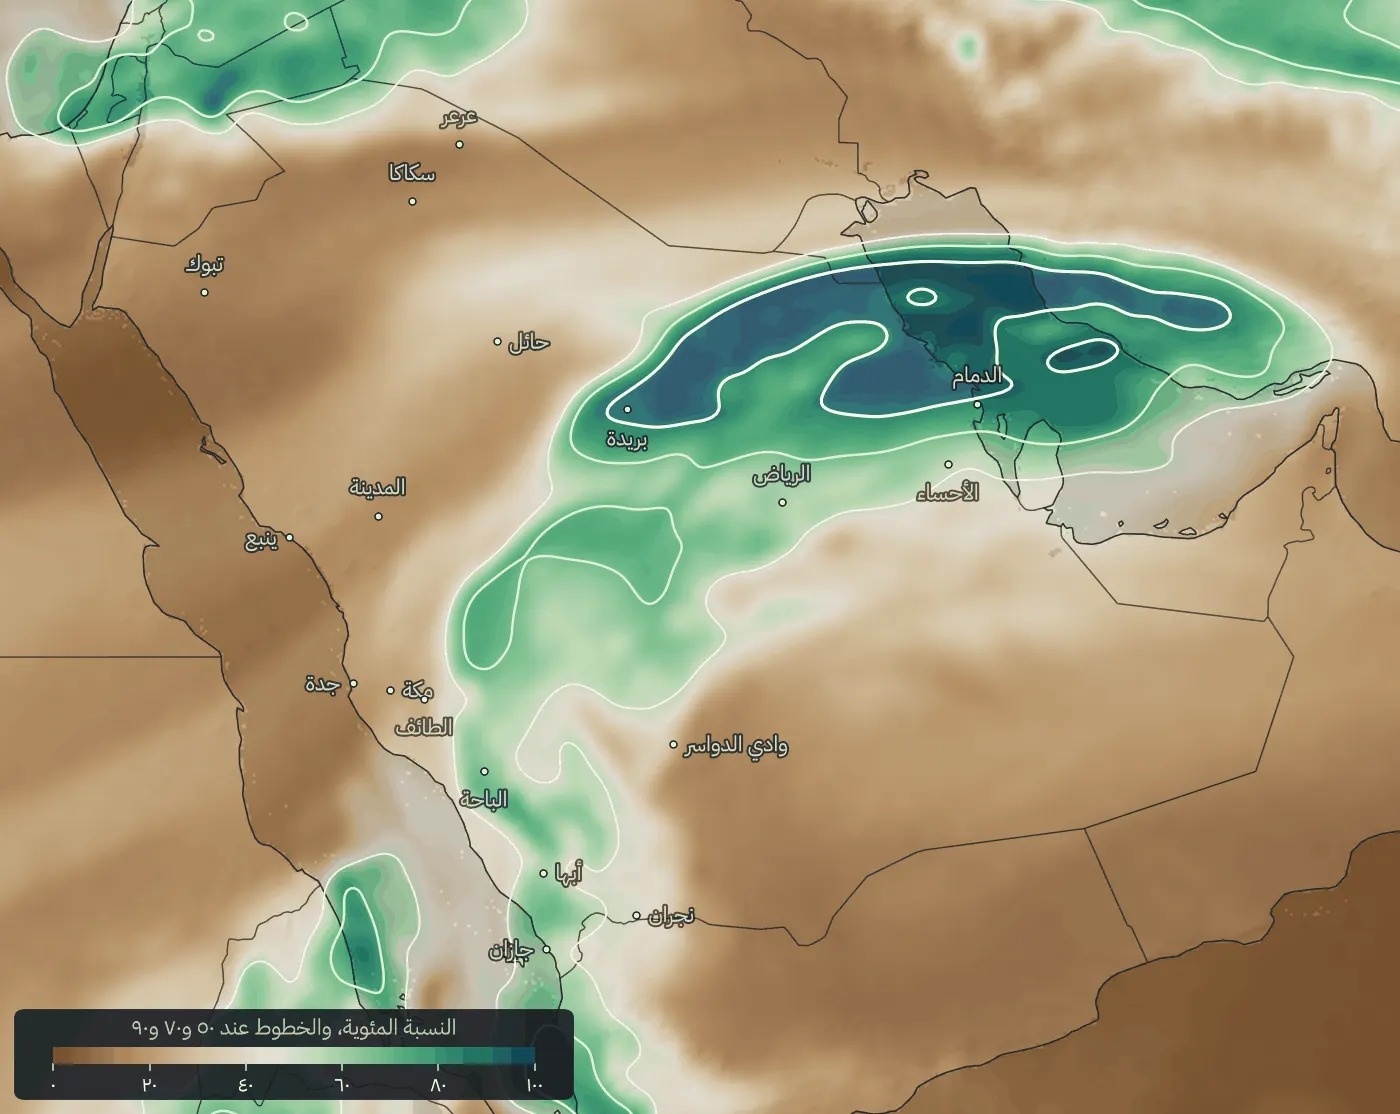 عرعر
سكاكا
تبوك
حائل
الدمام
بريدة
الرياض
الأحساء
المدينة
ينبع
جدة
مكة
الطائف
وادي الدواسر
الباحة
أبها
نجران
جازان
النسبة المئوية، والخطوط عند ٥٠ و٧٠ و٩٠
٠ ٢٠ ٤٠ ٦٠ ٨٠ ١٠٠